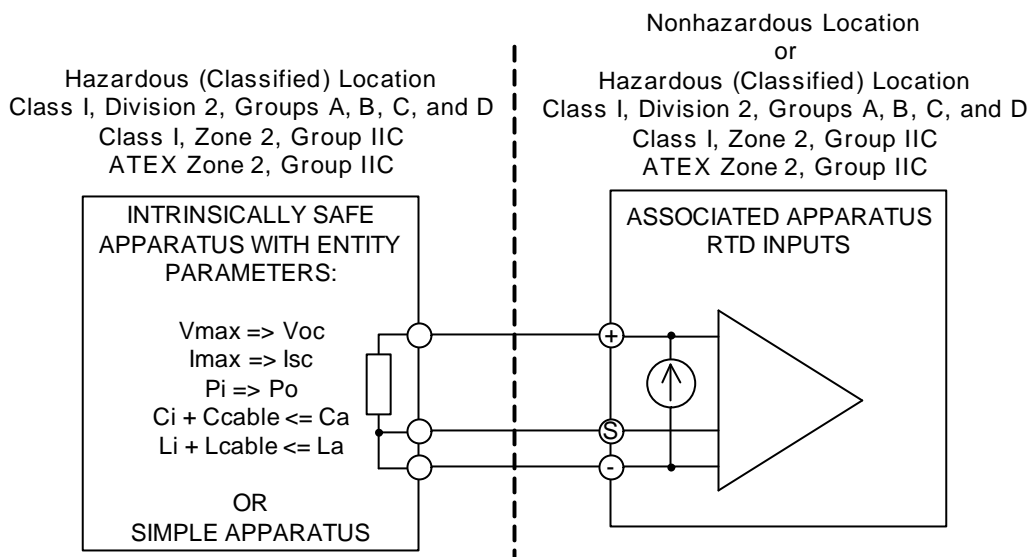 Nonhazardous Location
or
Hazardous (Classified) Location
Class I, Division 2, Groups A, B, C, and D
Class I, Zone 2, Group IIC
ATEX Zone 2, Group IIC
Hazardous (Classified) Location
Class I, Division 2, Groups A, B, C, and D
Class I, Zone 2, Group IIC
ATEX Zone 2, Group IIC
INTRINSICALLY SAFE
APPARATUS WITH ENTITY
PARAMETERS:
Vmax => Voc
Imax => Isc
Pi => Po
Ci + Ccable <= Ca
Li + Lcable <= La
OR
SIMPLE APPARATUS
ASSOCIATED APPARATUS
RTD INPUTS
+
S
-